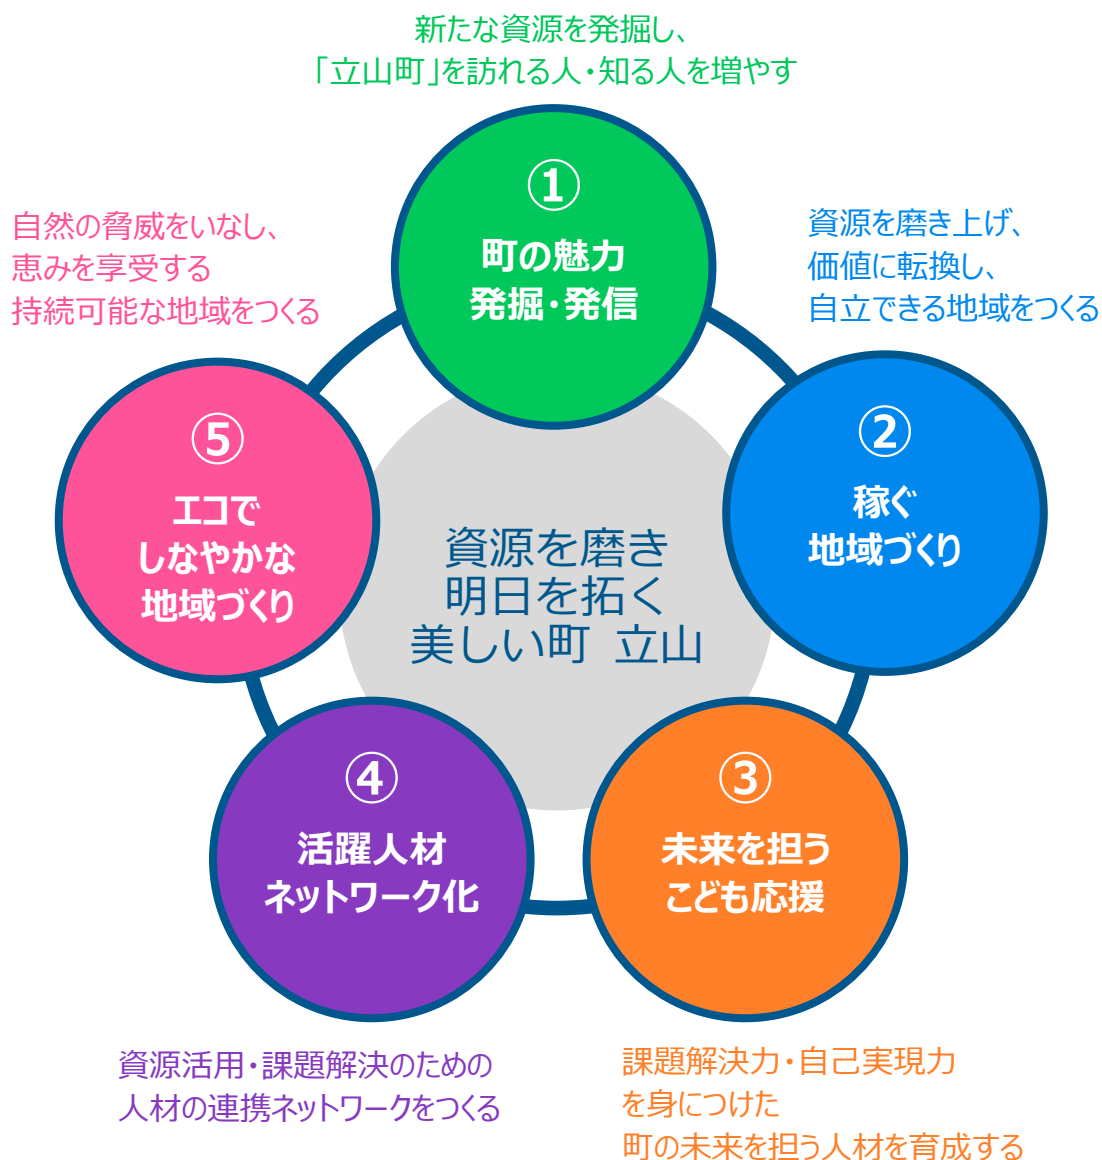 新たな資源を発掘し、
「立山町」を訪れる人・知る人を増やす
①
町の魅力
発掘・発信
資源を磨き上げ、
価値に転換し、
自立できる地域をつくる
②
稼ぐ
地域づくり
③
未来を担う
こども応援
課題解決力・自己実現力
を身につけた
町の未来を担う人材を育成する
④
活躍人材
ネットワーク化
資源活用・課題解決のための
人材の連携ネットワークをつくる
自然の脅威をいなし、
恵みを享受する
持続可能な地域をつくる
⑤
エコで
しなやかな
地域づくり
資源を磨き
明日を拓く
美しい町 立山